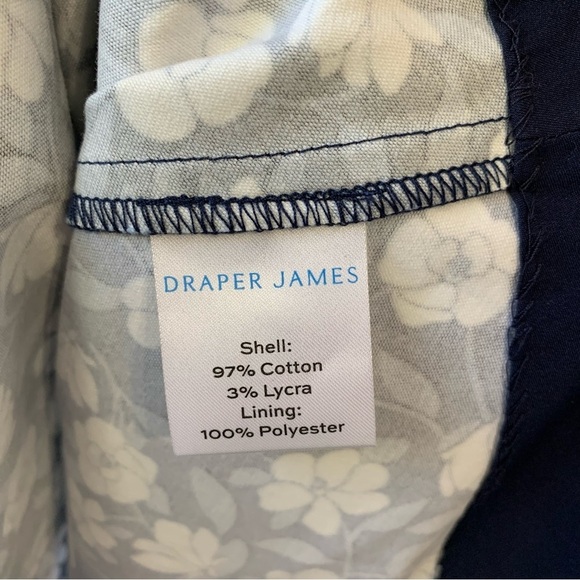 DRAPER JAMES
Shell:
97% Cotton
3% Lycra
Lining:
100% Polyester